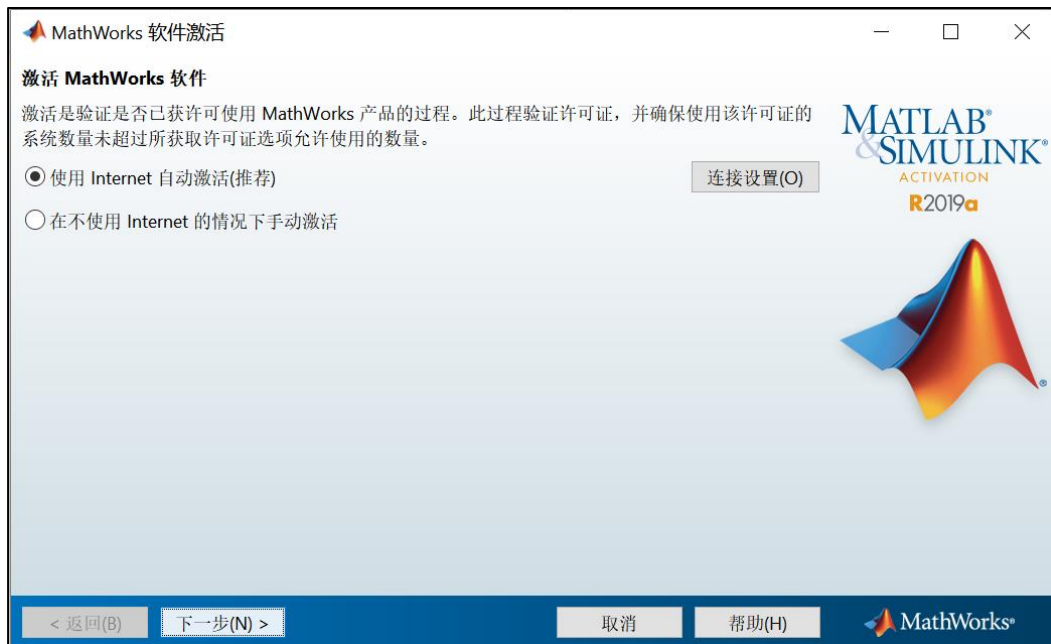 MathWorks 软件激活
激活 MathWorks 软件
激活是验证是否已获许可使用 MathWorks 产品的过程。此过程验证许可证，并确保使用该许可证的
系统数量未超过所获取许可证选项允许使用的数量。
使用 Internet 自动激活(推荐)
连接设置(O)
在不使用 Internet 的情况下手动激活
MATLAB®
&SIMULINK®
ACTIVATION
R2019a
®
< 返回(B)
下一步(N) >
取消
帮助(H)
MathWorks®